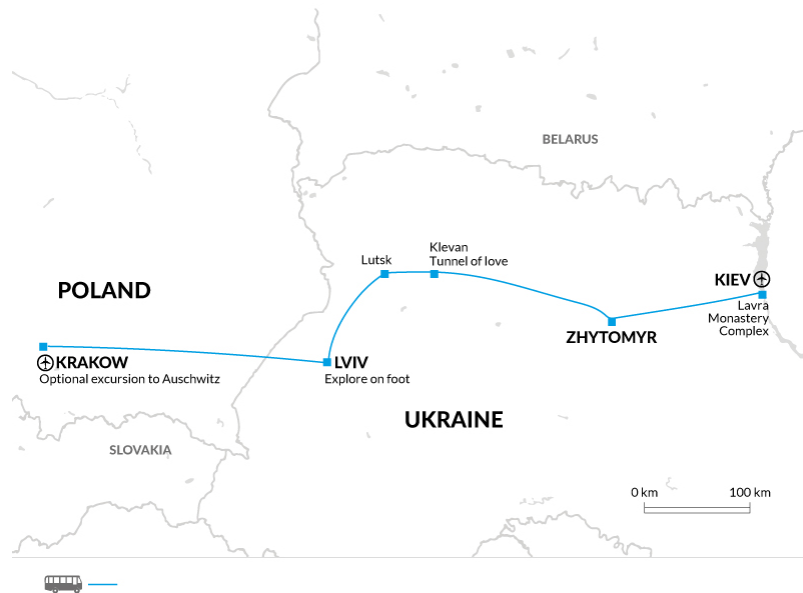 BELARUS
Klevan
Tunnel of love
Lutsk
KIEV
Lavra
Monastery
Complex
POLAND
ZHYTOMYR
KRAKOW
Optional excursion to Auschwitz
LVIV
Explore on foot
UKRAINE
SLOVAKIA
0 km
100 km